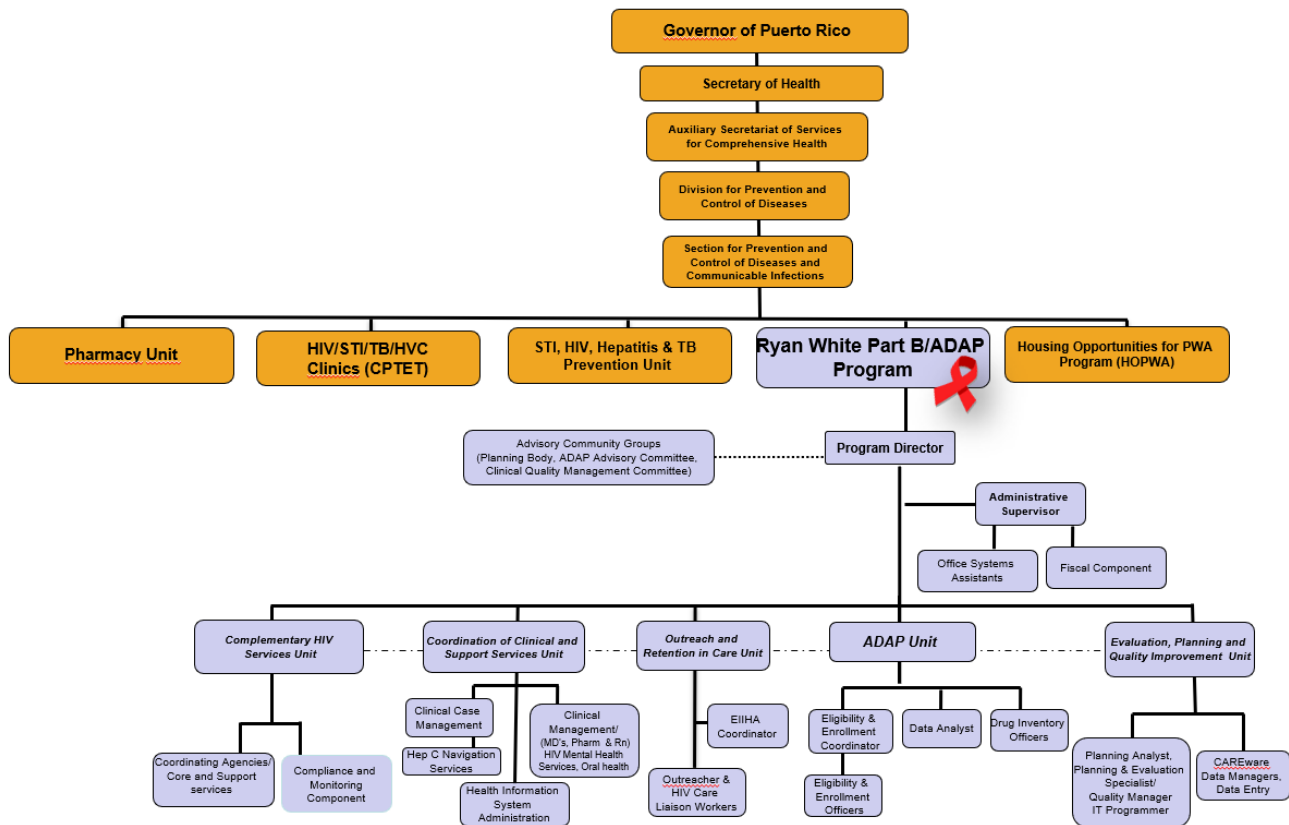 Governor of Puerto Rico
Secretary of Health
Auxiliary Secretariat of Services
for Comprehensive Health
Division for Prevention and
Control of Diseases
Section for Prevention and
Control of Diseases and
Communicable Infections
Pharmacy Unit
HIV/STI/TB/HVC
Clinics (CPTET)
STI, HIV, Hepatitis & TB
Prevention Unit
Ryan White Part B/ADAP
Program
Housing Opportunities for PWA
Program (HOPWA)
Advisory Community Groups
(Planning Body, ADAP Advisory Committee,
Clinical Quality Management Committee)
Program Director
Administrative
Supervisor
Office Systems
Assistants
Fiscal Component
Complementary HIV
Services Unit
Coordination of Clinical and
Support Services Unit
Outreach and
Retention in Care Unit
ADAP Unit
Evaluation, Planning and
Quality Improvement Unit
Coordinating Agencies/
Core and Support
services
Compliance and
Monitoring
Component
Clinical Case
Management
Hep C Navigation
Services
Health Information
System
Administration
Clinical
Management/
(MD's, Pharm & Rn)
HIV Mental Health
Services, Oral health
EIIHA
Coordinator
Outreacher &
HIV Care
Liaison Workers
Eligibility &
Enrollment
Coordinator
Eligibility &
Enrollment
Officers
Data Analyst
Drug Inventory
Officers
Planning Analyst,
Planning & Evaluation
Specialist/
Quality Manager
IT Programmer
CAREware
Data Managers,
Data Entry